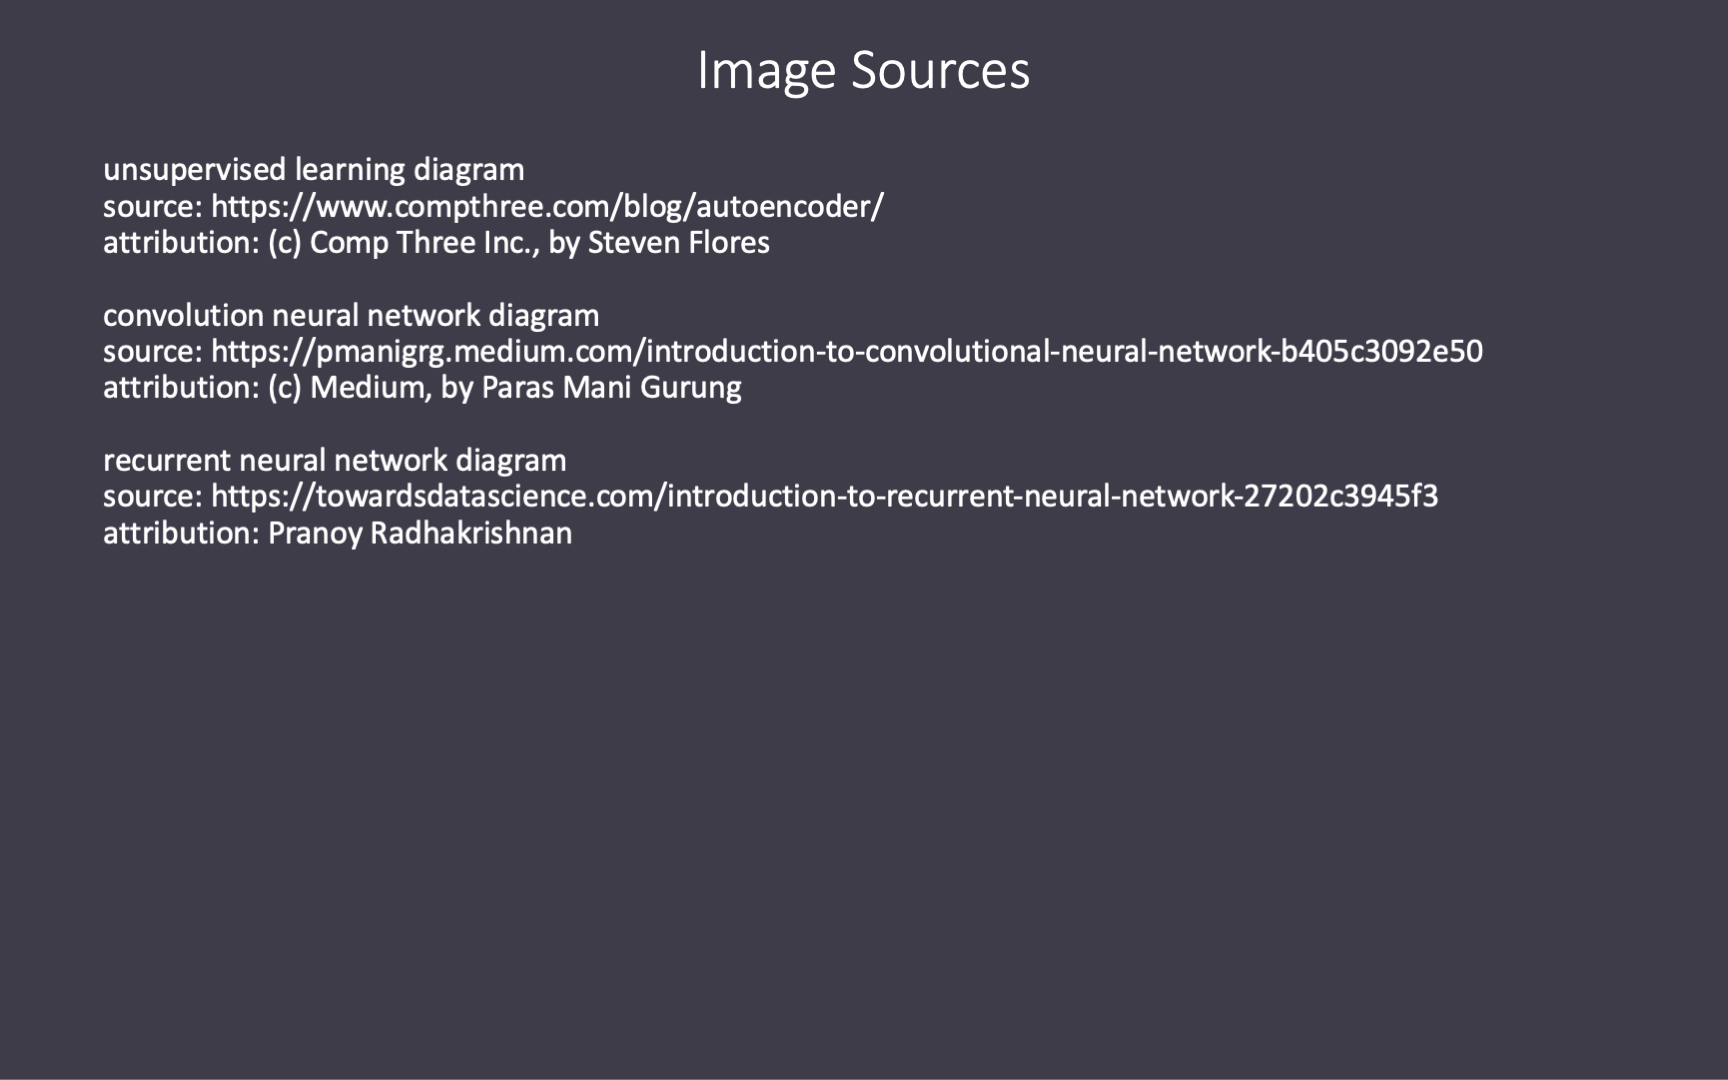 Image Sources
unsupervised learning diagram
source: https://www.compthree.com/blog/autoencoder/
attribution: (c) Comp Three Inc., by Steven Flores
convolution neural network diagram
source: https://pmanigrg.medium.com/introduction-to-convolutional-neural-network-b405c3092e50
attribution: (c) Medium, by Paras Mani Gurung
recurrent neural network diagram
source: https://towardsdatascience.com/introduction-to-recurrent-neural-network-27202c3945f3
attribution: Pranoy Radhakrishnan